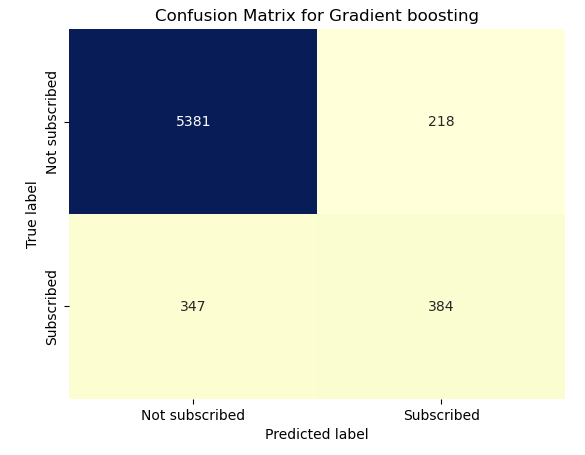 Confusion Matrix for Gradient boosting
True label
Not subscribed
5381
218
Subscribed
347
384
Not subscribed
Subscribed
Predicted label